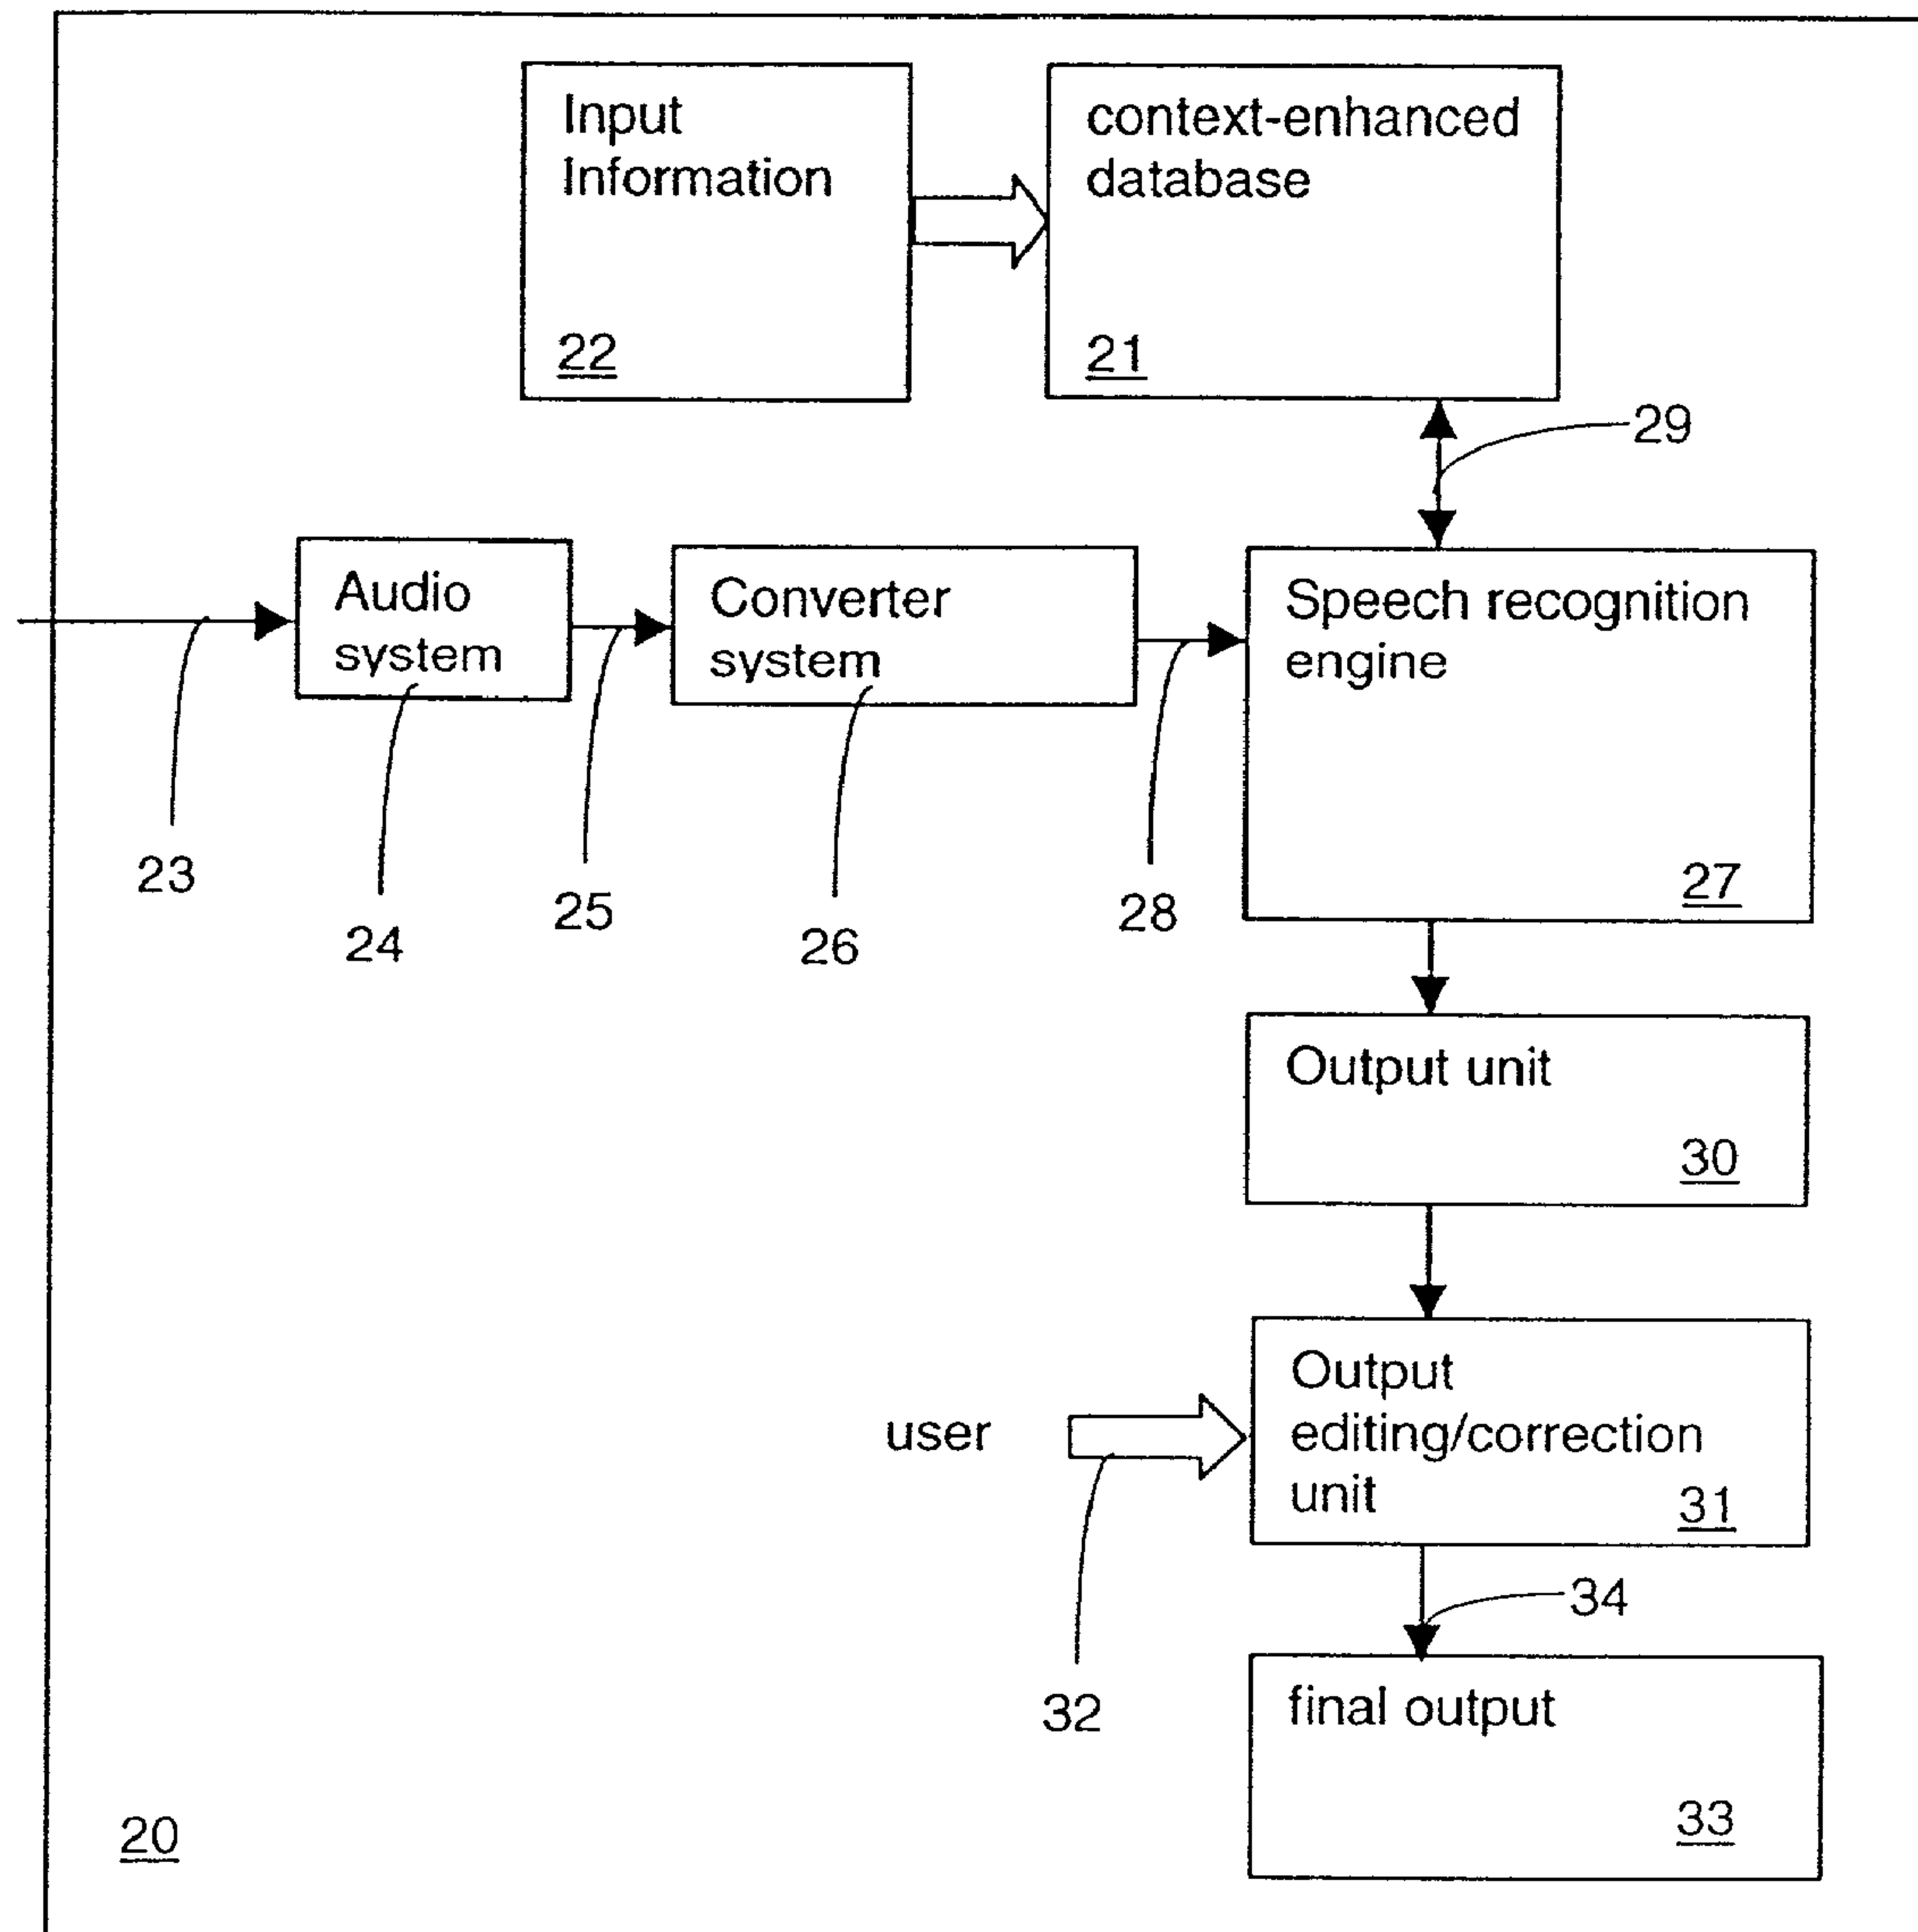 Input
Information
22
context-enhanced
database
21
29
Audio
system
Converter
system
Speech recognition
engine
27
23
24
25
26
28
Output unit
30
user
Output
editing/correction
unit
31
32
34
final output
33
20